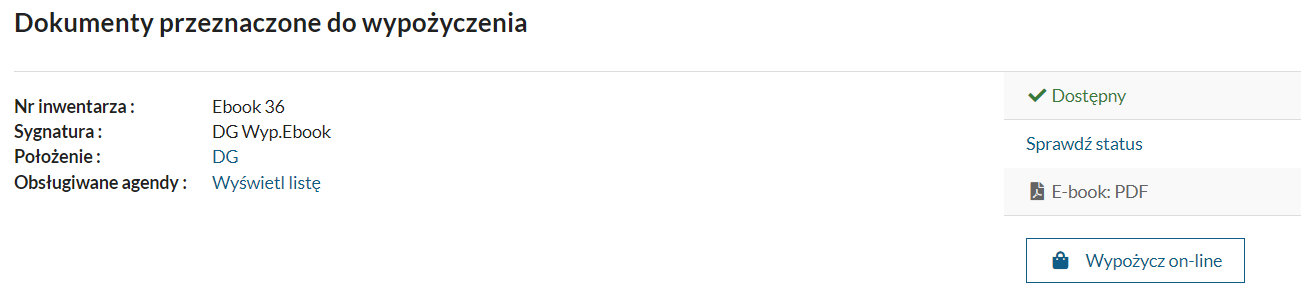 Dokumenty przeznaczone do wypożyczenia
Nr inwentarza : Ebook 36
Sygnatura : DG Wyp.Ebook
Położenie : DG
Obsługiwane agendy : Wyświetl listę
Dostępny
Sprawdź status
E-book: PDF
Wypożycz on-line